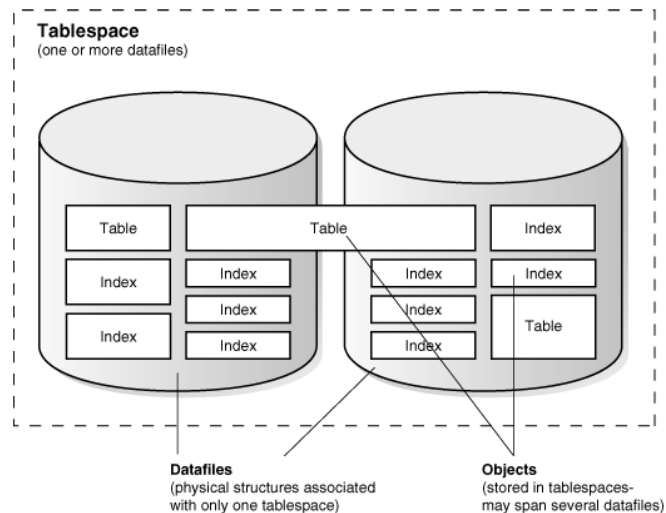 Tablespace
(one or more datafiles)
Table
Table
Index
Index
Index
Index
Index
Index
Index
Index
Table
Index
Index
Index
Datafiles
(physical structures associated
with only one tablespace)
Objects
(stored in tablespaces-
may span several datafiles)